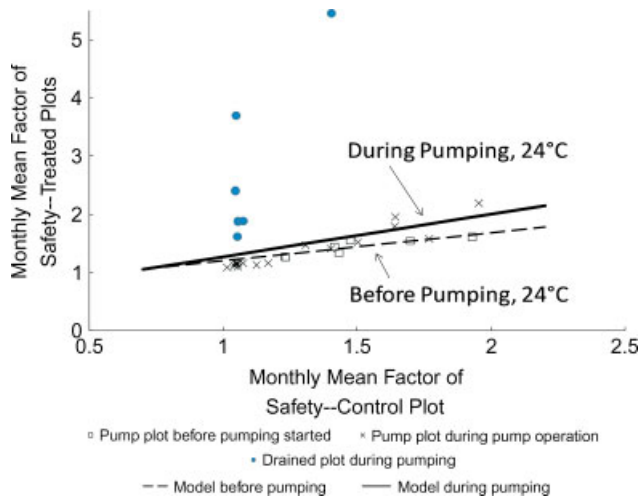 5
4
3
2
1
0
0.5
1
1.5
2
Monthly Mean Factor of
Safety--Treated Plots
During Pumping, 24°C
Before Pumping, 24°C
Monthly Mean Factor of
Safety--Control Plot
Pump plot before pumping started
Pump plot during pump operation
Drained plot during pumping
Model before pumping
Model during pumping